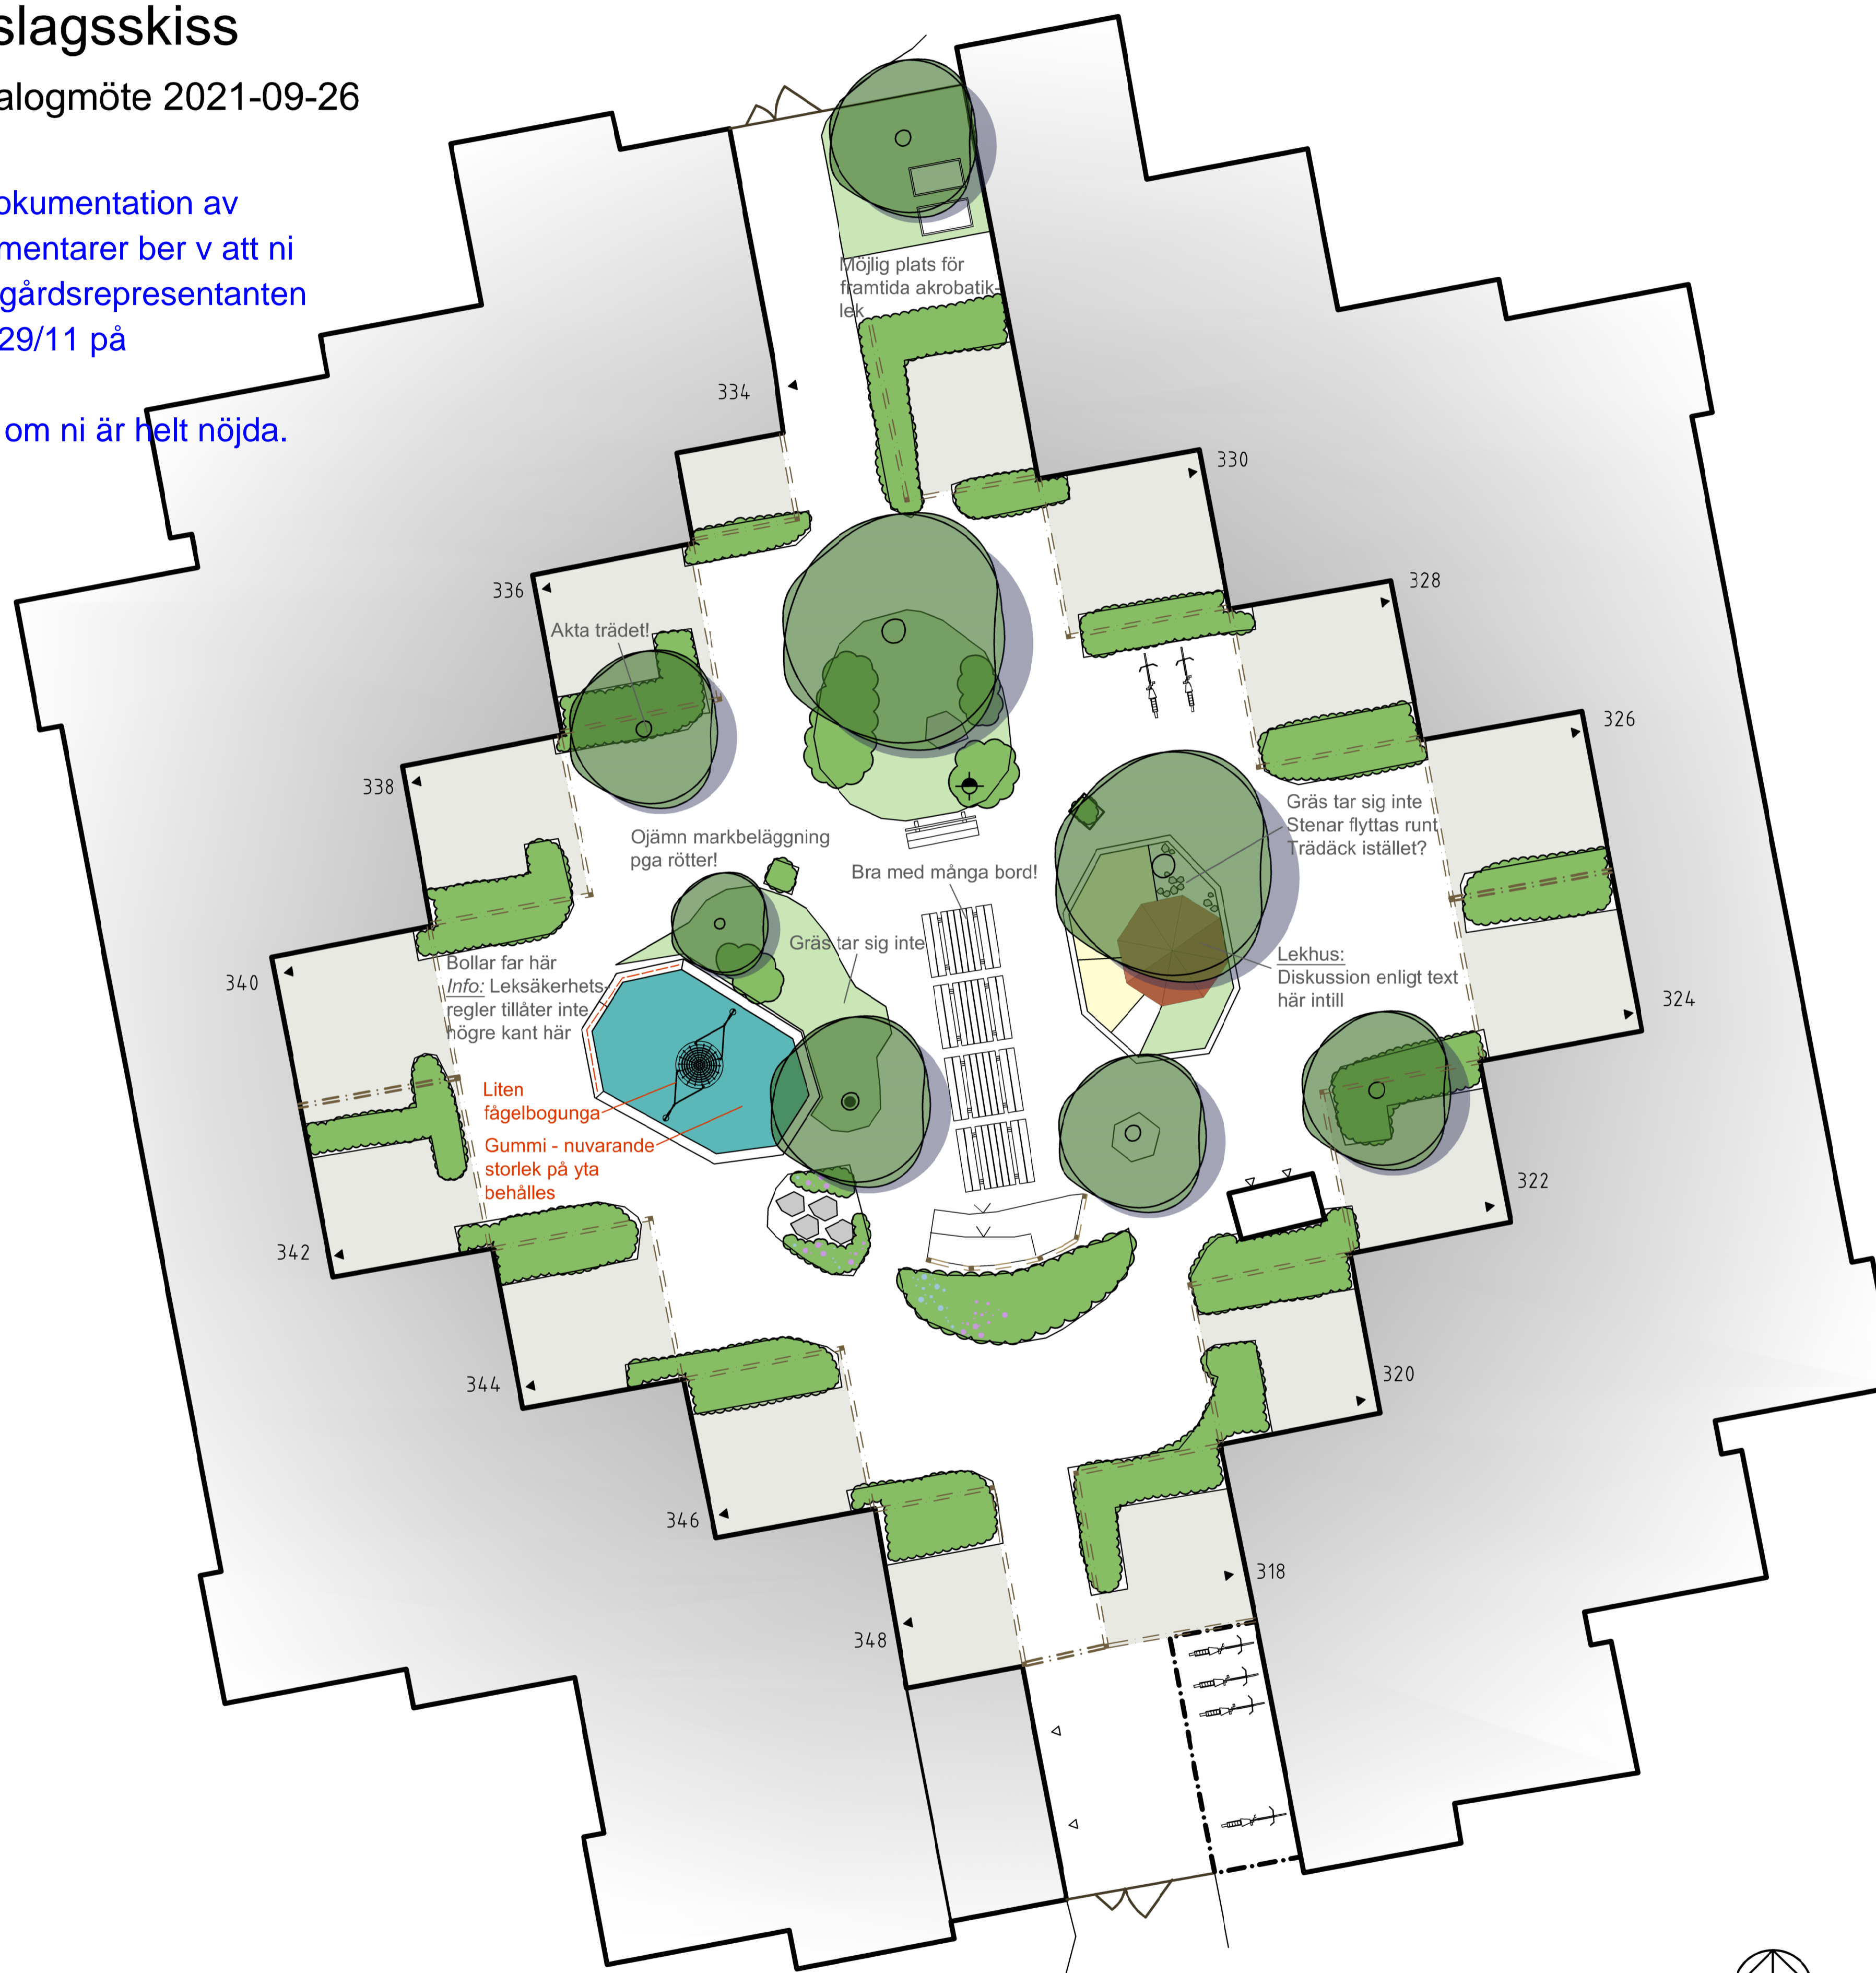 slagsskiss
alogmöte 2021-09-26
okumentation av
mentarer ber v att ni
gårdsrepresentanten
29/11 på
om ni är helt nöjda.
Möjlig plats för
framtida akrobatik-
lek
334
330
336
328
Akta trädet!
326
338
Gräs tar sig inte
Stenar flyttas runt
Trädäck istället?
Ojämn markbeläggning
pga rötter!
Bra med många bord!
Gräs tar sig inte
Bollar far här
Info: Leksäkerhets-
regler tillåter inte
högre kant här
Lekhus:
Diskussion enligt text
här intill
340
324
Liten
fågelbogunga
Gummi - nuvarande
storlek på yta
behålles
322
342
320
344
346
318
348